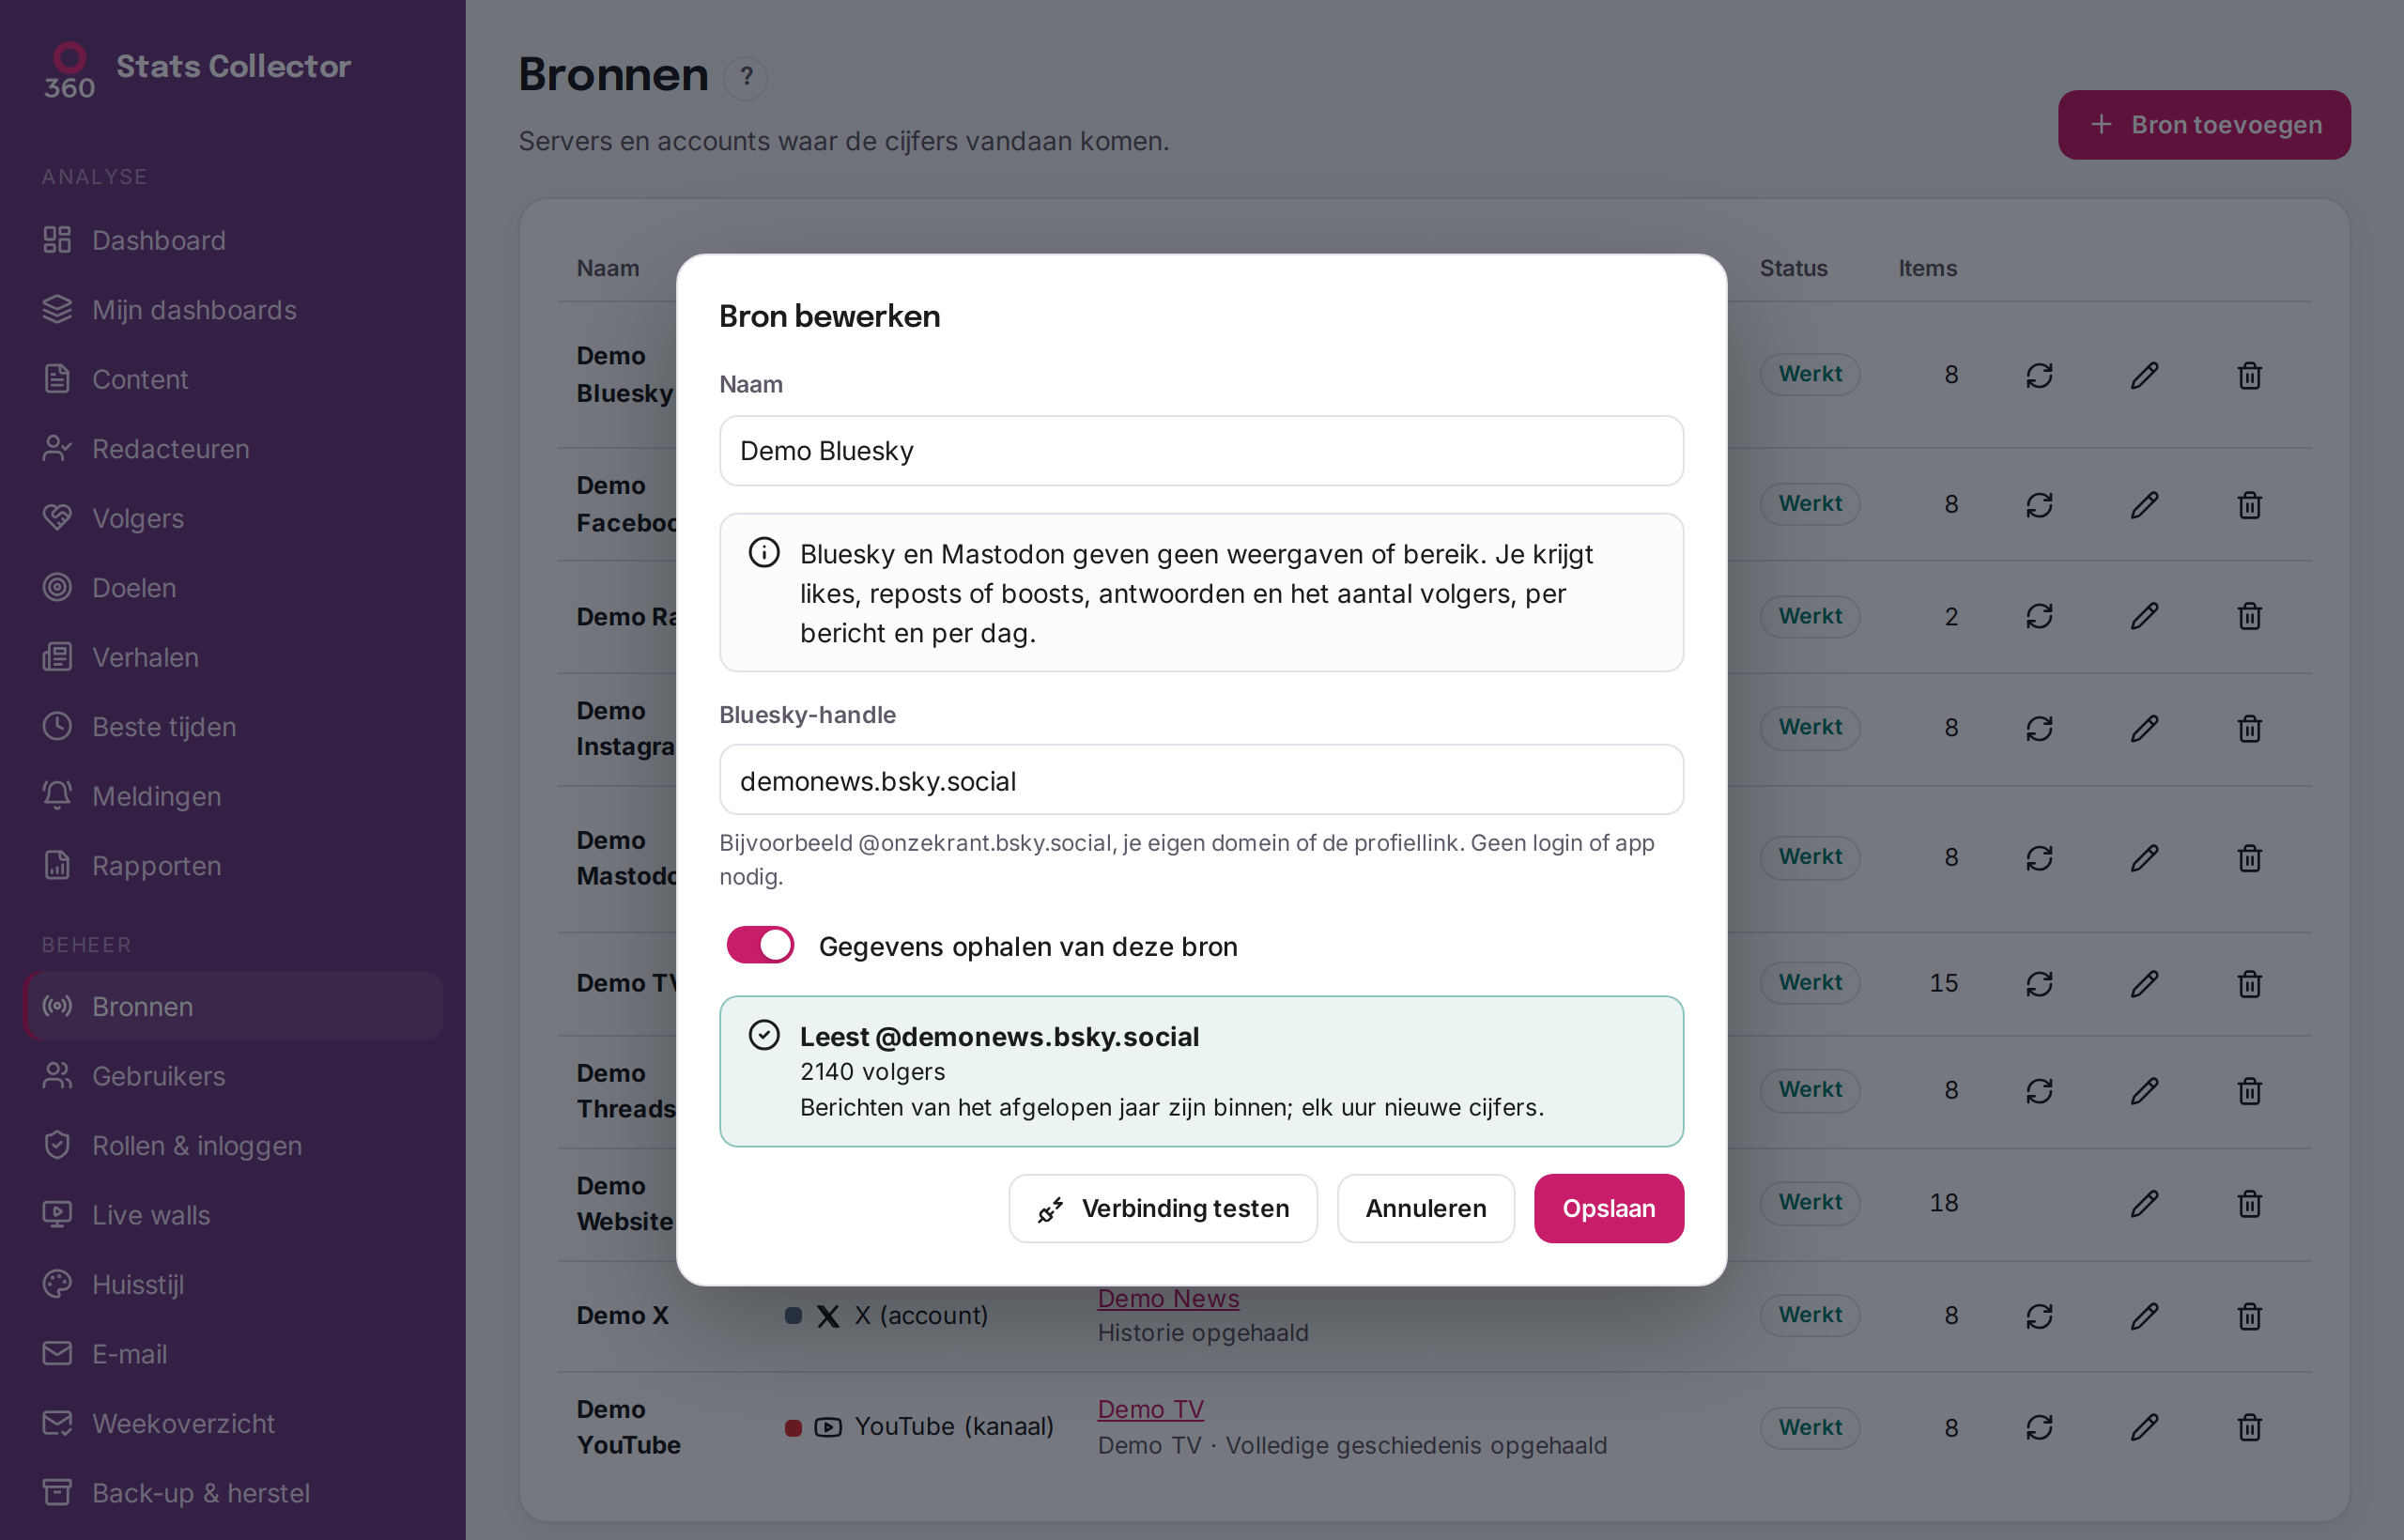 360
Stats Collector
ANALYSE
Dashboard
Mijn dashboards
Content
Redacteuren
Volgers
Doelen
Verhalen
Beste tijden
Meldingen
Rapporten
BEHEER
Bronnen
Gebruikers
Rollen & inloggen
Live walls
Huisstijl
E-mail
Weekoverzicht
Back-up & herstel
Bronnen ?
Servers en accounts waar de cijfers vandaan komen.
Bron toevoegen
Naam Status Items
Demo
Bluesky
Werkt 8
Demo
Werkt 8
Demo
Werkt 2
Demo
Werkt 8
Demo
Werkt 8
Demo
Werkt 15
Demo
Threads
Werkt 8
Demo
Website
Werkt 18
Demo X X (account) Demo News
Historie opgehaald
Werkt 8
Demo
YouTube
YouTube (kanaal)
Demo TV
Demo TV · Volledige geschiedenis opgehaald
Werkt 8
Bron bewerken
Naam
Demo Bluesky
Bluesky en Mastodon geven geen weergaven of bereik. Je krijgt
likes, reposts of boosts, antwoorden en het aantal volgers, per
bericht en per dag.
Bluesky-handle
demonews.bsky.social
Bijvoorbeeld @onzekrant.bsky.social, je eigen domein of de profiellink. Geen login of app
nodig.
Gegevens ophalen van deze bron
Leest @demonews.bsky.social
2140 volgers
Berichten van het afgelopen jaar zijn binnen; elk uur nieuwe cijfers.
Verbinding testen
Annuleren
Opslaan